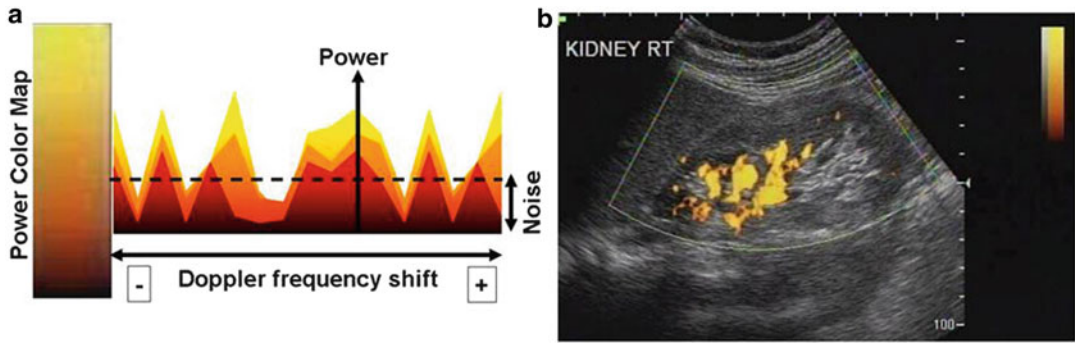 a
Power Color Map
Power
Noise
Doppler frequency shift
-
+
b
KIDNEY RT
100